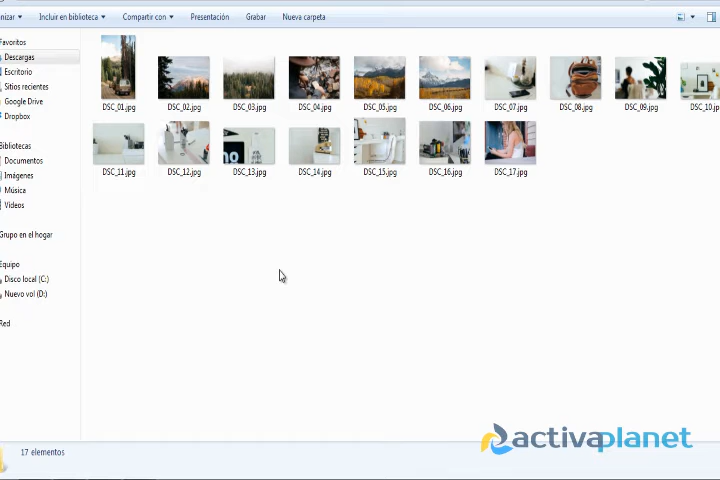 nizar Incluir en biblioteca Compartir con Presentación Grabar Nueva carpeta
Favoritos
Descargas
Escritorio
Sitios recientes
Google Drive
Dropbox
Bibliotecas
Documentos
Imágenes
Música
Vídeos
Grupo en el hogar
Equipo
Disco local (C:)
Nuevo vol (D:)
Red
DSC_01.jpg DSC_02.jpg DSC_03.jpg DSC_04.jpg DSC_05.jpg DSC_06.jpg DSC_07.jpg DSC_08.jpg DSC_09.jpg DSC_10.jp
no
DSC_11.jpg DSC_12.jpg DSC_13.jpg DSC_14.jpg DSC_15.jpg DSC_16.jpg DSC_17.jpg
17 elementos
activaplanet